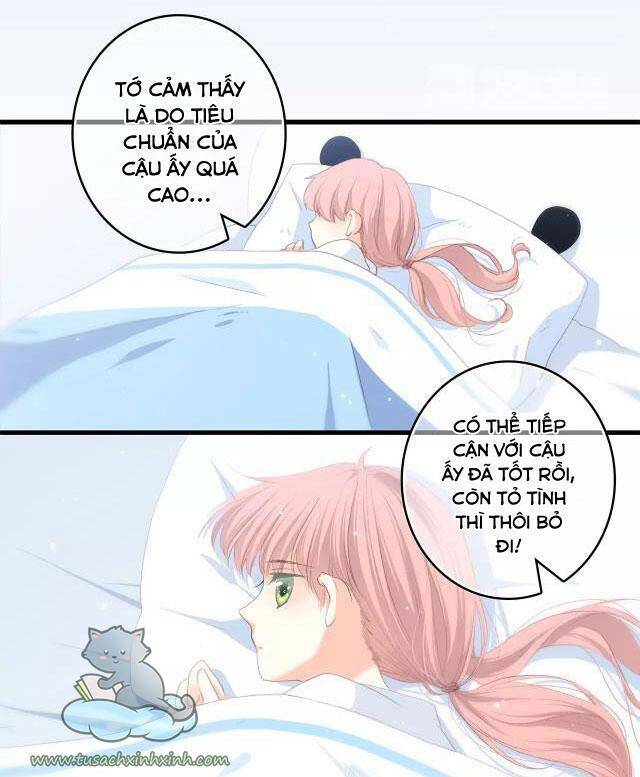 TỚ CẢM THẤY
LÀ DO TIÊU
CHUẨN CỦA
CẬU ẤY QUÁ
CAO...
CÓ THỂ TIẾP
CẬN VỚI CẬU
ẤY ĐÃ TỐT RỒI,
CÒN TỎ TÌNH
THÌ THÔI BỎ
ĐI!
www.tusachxinhxinh.com